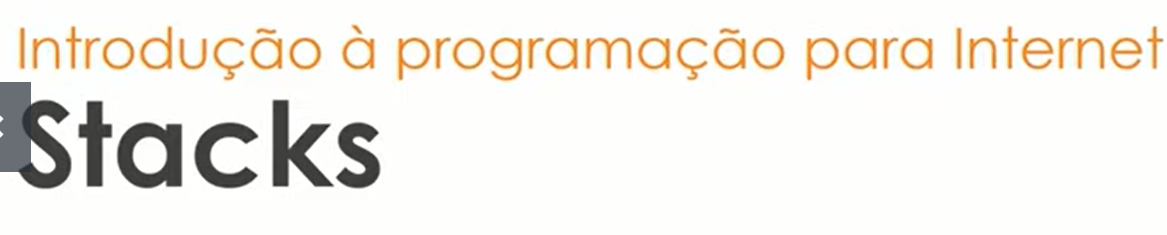 Introdução à programação para Internet
Stacks